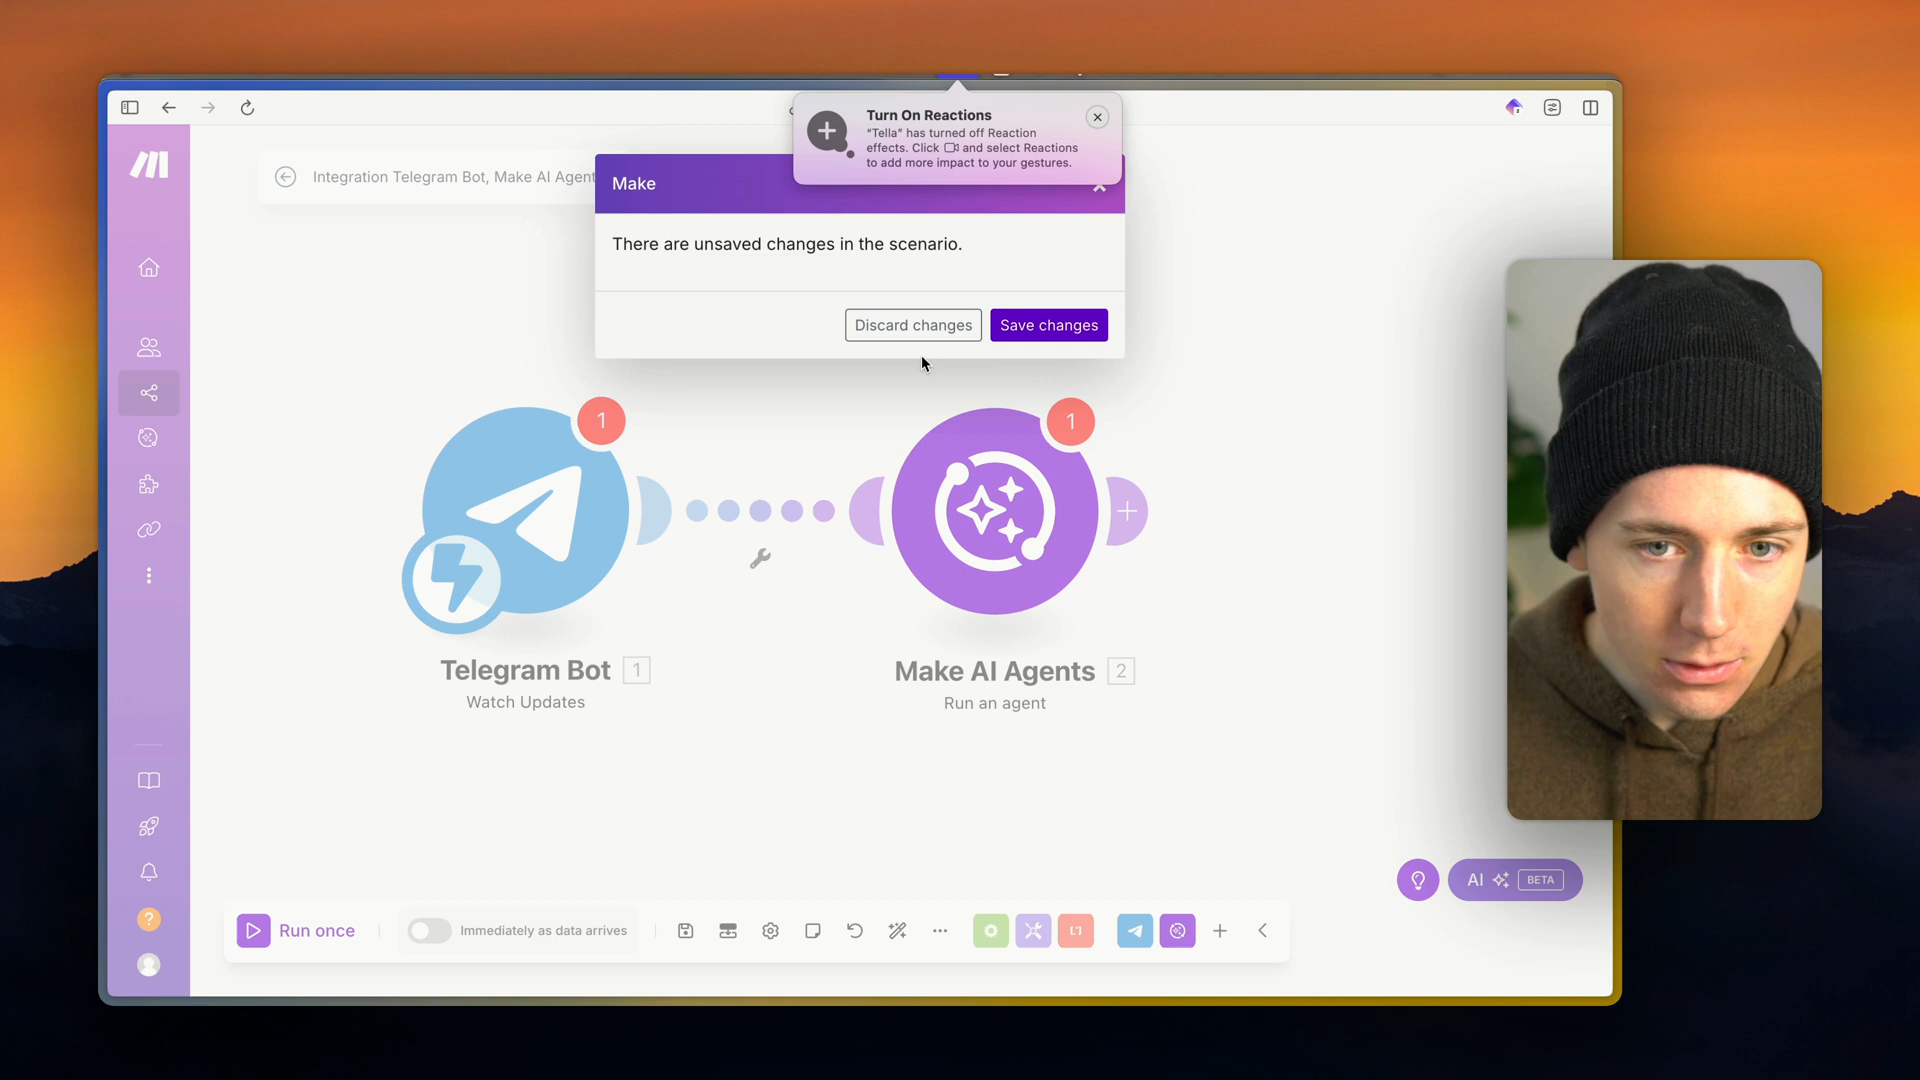 Turn On Reactions
“Tella” has turned off Reaction
effects. Click and select Reactions
to add more impact to your gestures.
Integration Telegram Bot, Make AI Agent
Make
There are unsaved changes in the scenario.
Discard changes
Save changes
1
1
Telegram Bot 1
Watch Updates
Make AI Agents 2
Run an agent
AI BETA
?
Run once
Immediately as data arrives